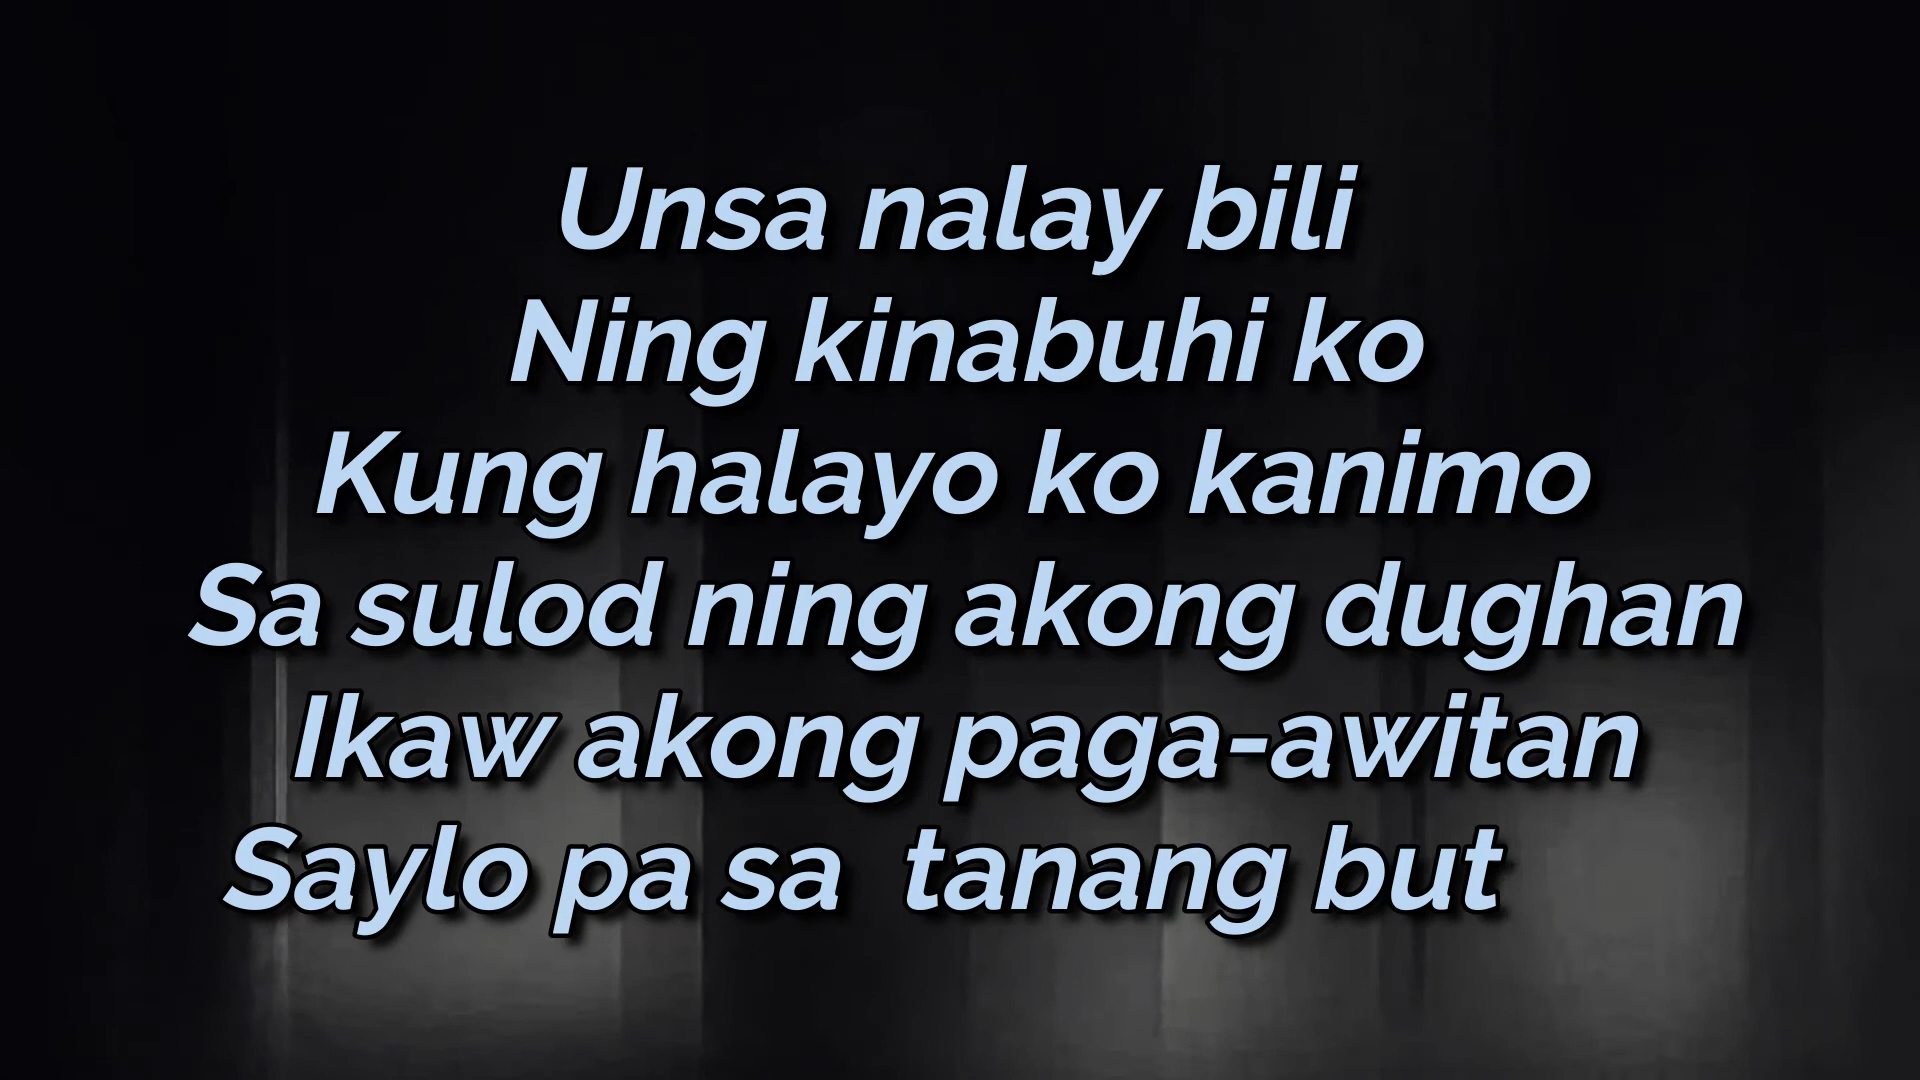 Unsa nalay bili
Ning kinabuhi ko
Kung halayo ko kanimo
Sa sulod ning akong dughan
Ikaw akong paga-awitan
Saylo pa sa  tanang but